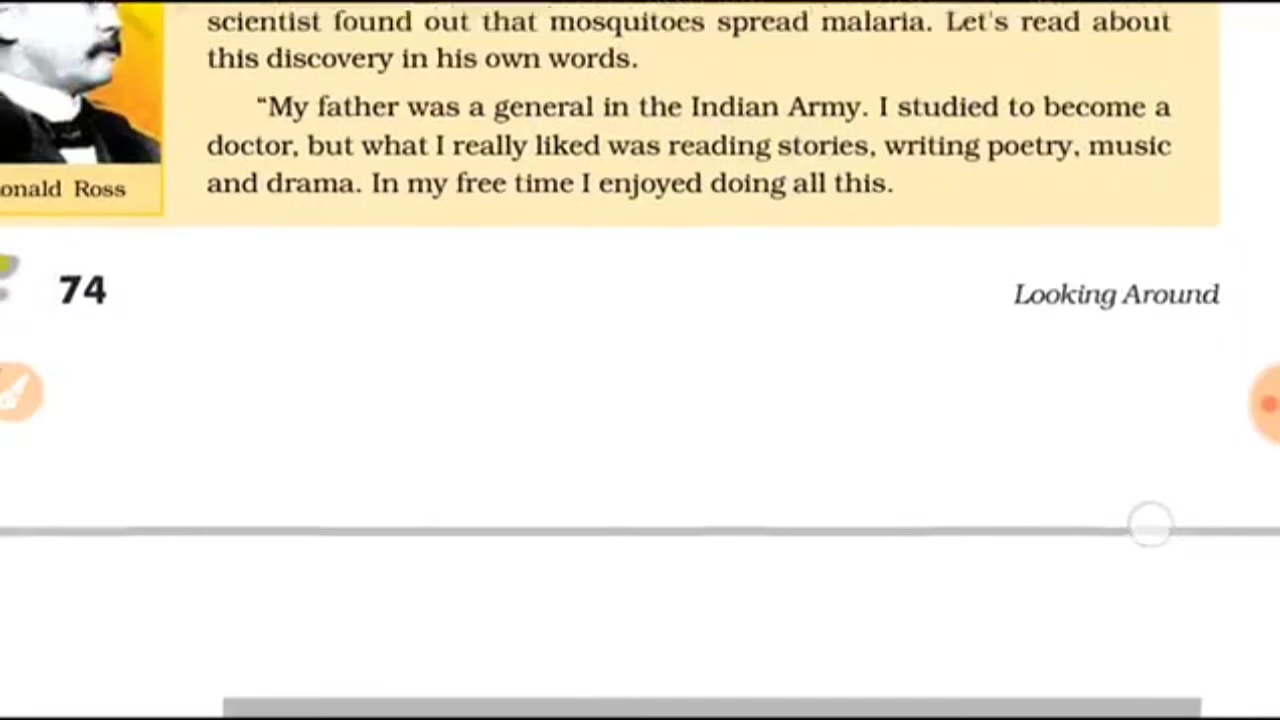 scientist found out that mosquitoes spread malaria. Let's read about
this discovery in his own words.
“My father was a general in the Indian Army. I studied to become a
doctor, but what I really liked was reading stories, writing poetry, music
and drama. In my free time I enjoyed doing all this.
onald Ross
74
Looking Around